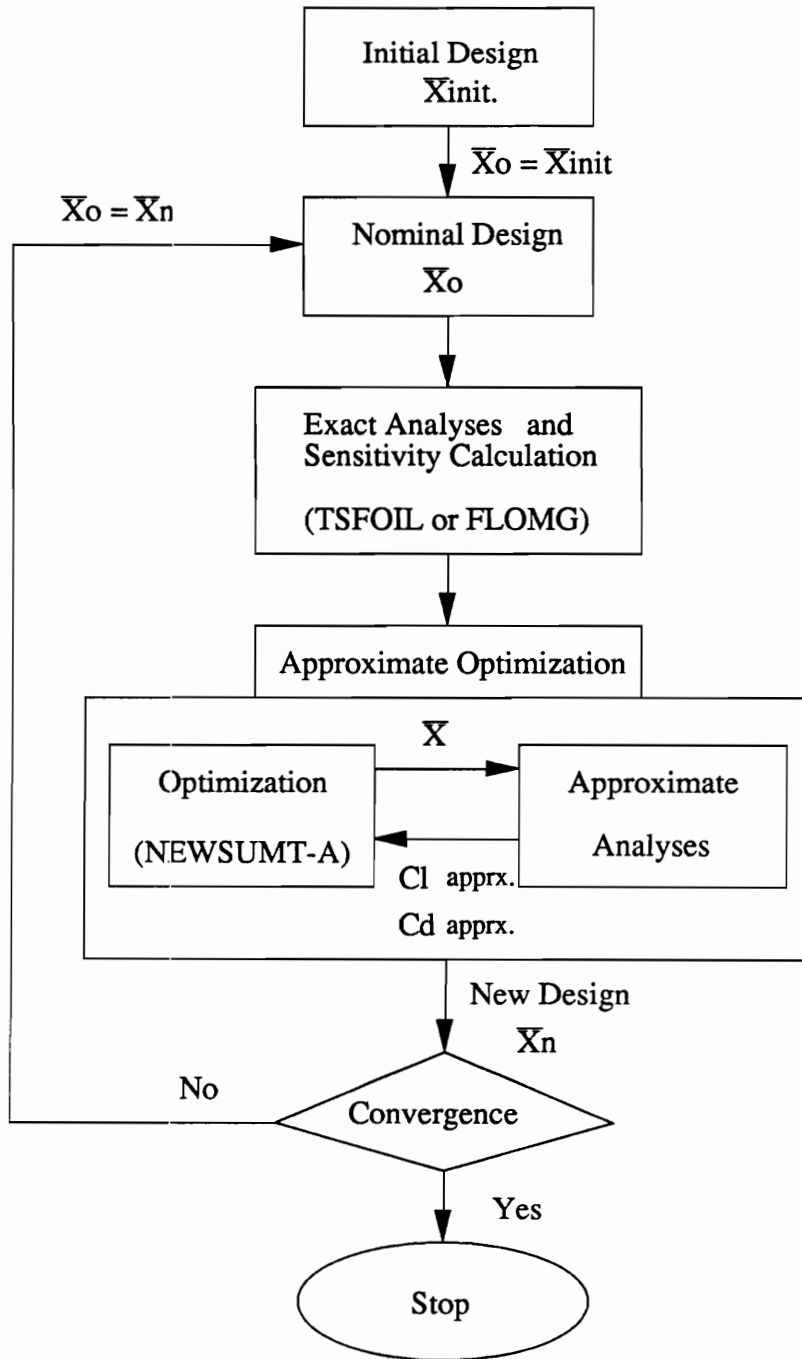 Initial Design
X̅init.
X̅o = X̅init
X̅o = X̅n
Nominal Design
X̅o
Exact Analyses and
Sensitivity Calculation
(TSFOIL or FLOMG)
Approximate Optimization
X̅
Optimization
(NEWSUMT-A)
Approximate
Analyses
Cl apprx.
Cd apprx.
New Design
X̅n
No
Convergence
Yes
Stop